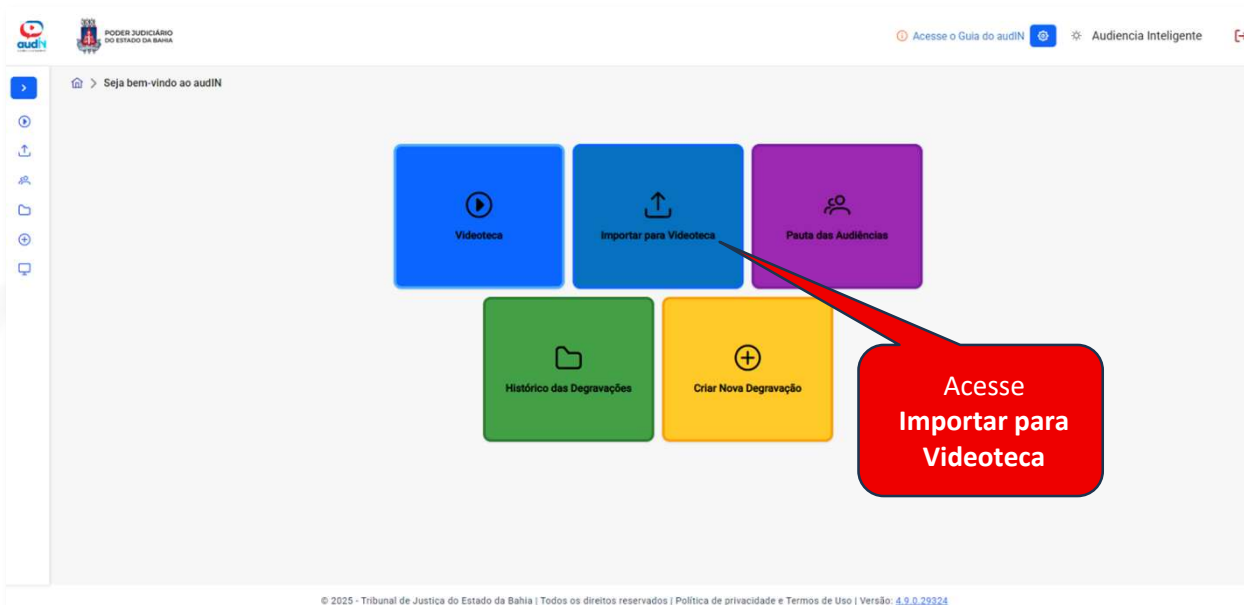 audIN
PODER JUDICIÁRIO
DO ESTADO DA BAHIA
Acesse o Guia do audIN
Audiencia Inteligente
> Seja bem-vindo ao audIN
Videoteca
Importar para Videoteca
Pauta das Audiências
Histórico das Degravações
Criar Nova Degravação
Acesse
Importar para
Videoteca
© 2025 - Tribunal de Justiça do Estado da Bahia | Todos os direitos reservados | Política de privacidade e Termos de Uso | Versão: 4.9.0.29324